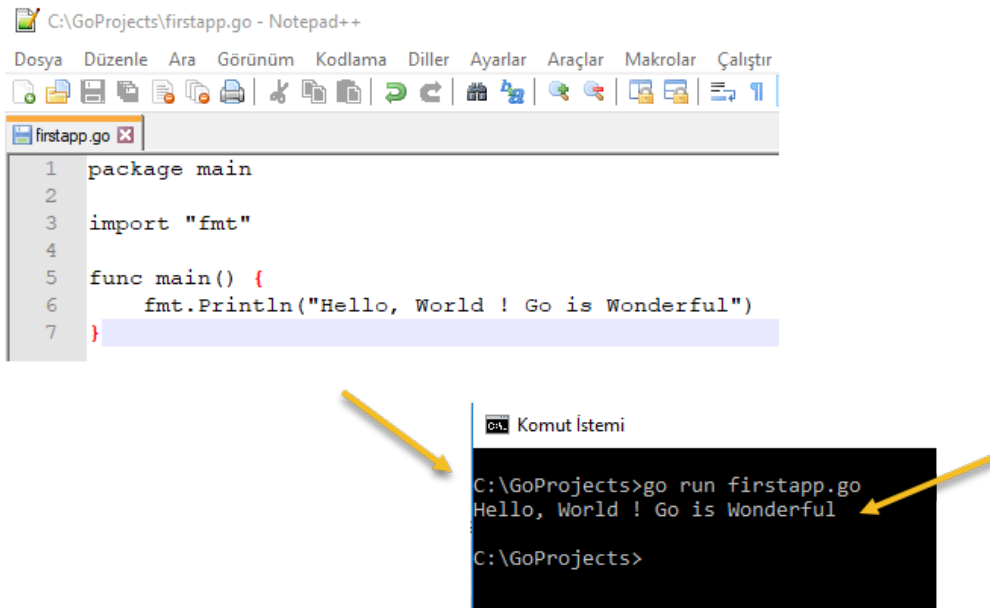 C:\GoProjects\firstapp.go - Notepad++
Dosya Düzenle Ara Görünüm Kodlama Diller Ayarlar Araçlar Makrolar Çalıştır
firstapp.go
1 package main
2
3 import "fmt"
4
5 func main() {
6 fmt.Println("Hello, World ! Go is Wonderful")
7 }
Komut İstemi
C:\GoProjects>go run firstapp.go
Hello, World ! Go is Wonderful
C:\GoProjects>